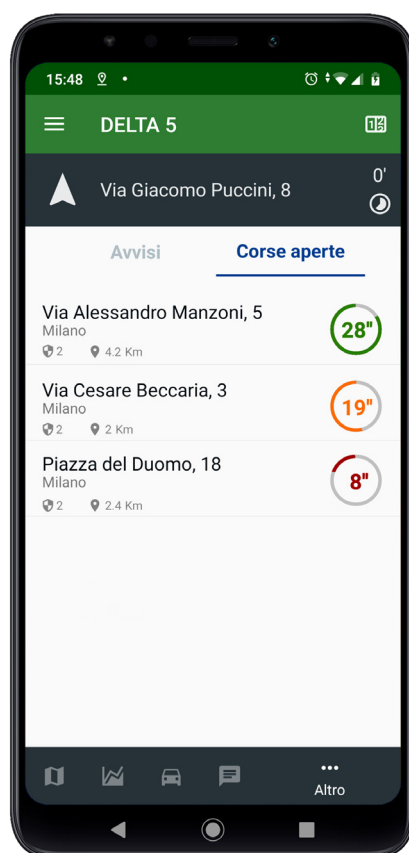 15:48
DELTA 5
Via Giacomo Puccini, 8
0'
Avvisi
Corse aperte
Via Alessandro Manzoni, 5
Milano
2
4.2 Km
28"
Via Cesare Beccaria, 3
Milano
2
2 Km
19"
Piazza del Duomo, 18
Milano
2
2.4 Km
8"
Altro